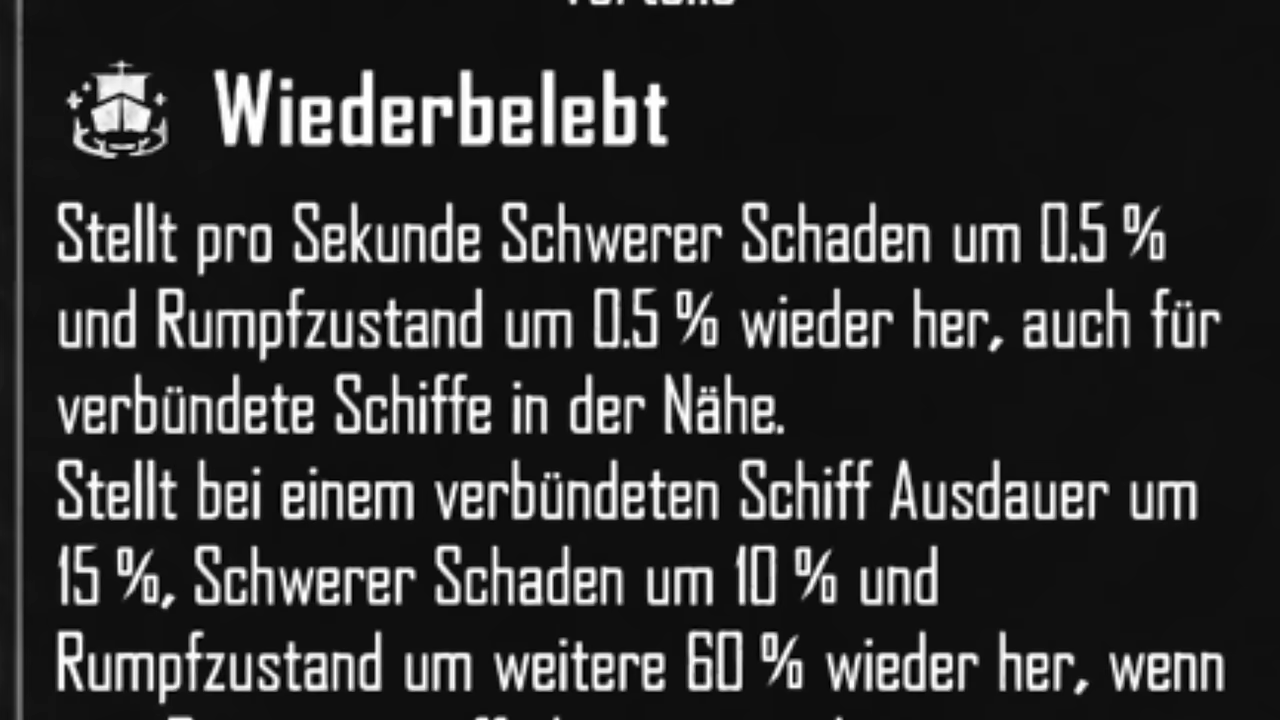 Wiederbelebt
Stellt pro Sekunde Schwerer Schaden um 0.5 %
und Rumpfzustand um 0.5 % wieder her, auch für
verbündete Schiffe in der Nähe.
Stellt bei einem verbündeten Schiff Ausdauer um
15 %, Schwerer Schaden um 10 % und
Rumpfzustand um weitere 60 % wieder her, wenn